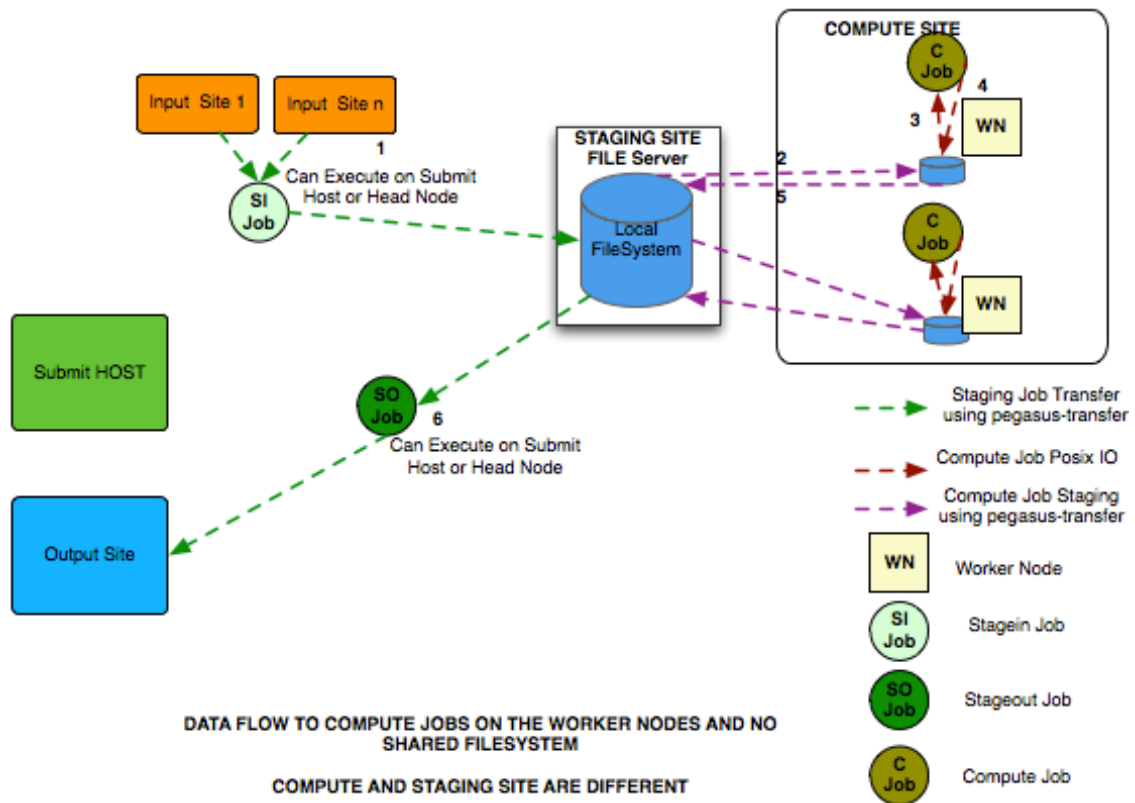 COMPUTE SITE
C
Job
4
3
WN
Input Site 1
Input Site n
1
Can Execute on Submit
Host or Head Node
SI
Job
STAGING SITE
FILE Server
Local
FileSystem
2
5
C
Job
WN
Submit HOST
SO
Job
6
Can Execute on Submit
Host or Head Node
Output Site
Staging Job Transfer
using pegasus-transfer
Compute Job Posix IO
Compute Job Staging
using pegasus-transfer
WN
Worker Node
SI
Job
Stagein Job
SO
Job
Stageout Job
C
Job
Compute Job
DATA FLOW TO COMPUTE JOBS ON THE WORKER NODES AND NO
SHARED FILESYSTEM
COMPUTE AND STAGING SITE ARE DIFFERENT